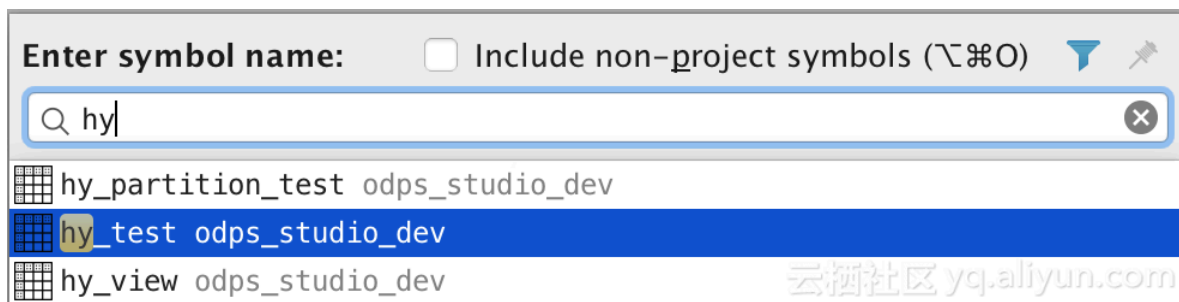 Enter symbol name: Include non-project symbols (⌥⌘O)
hy
hy_partition_test odps_studio_dev
hy_test odps_studio_dev
hy_view odps_studio_dev
云栖社区 yq.aliyun.com